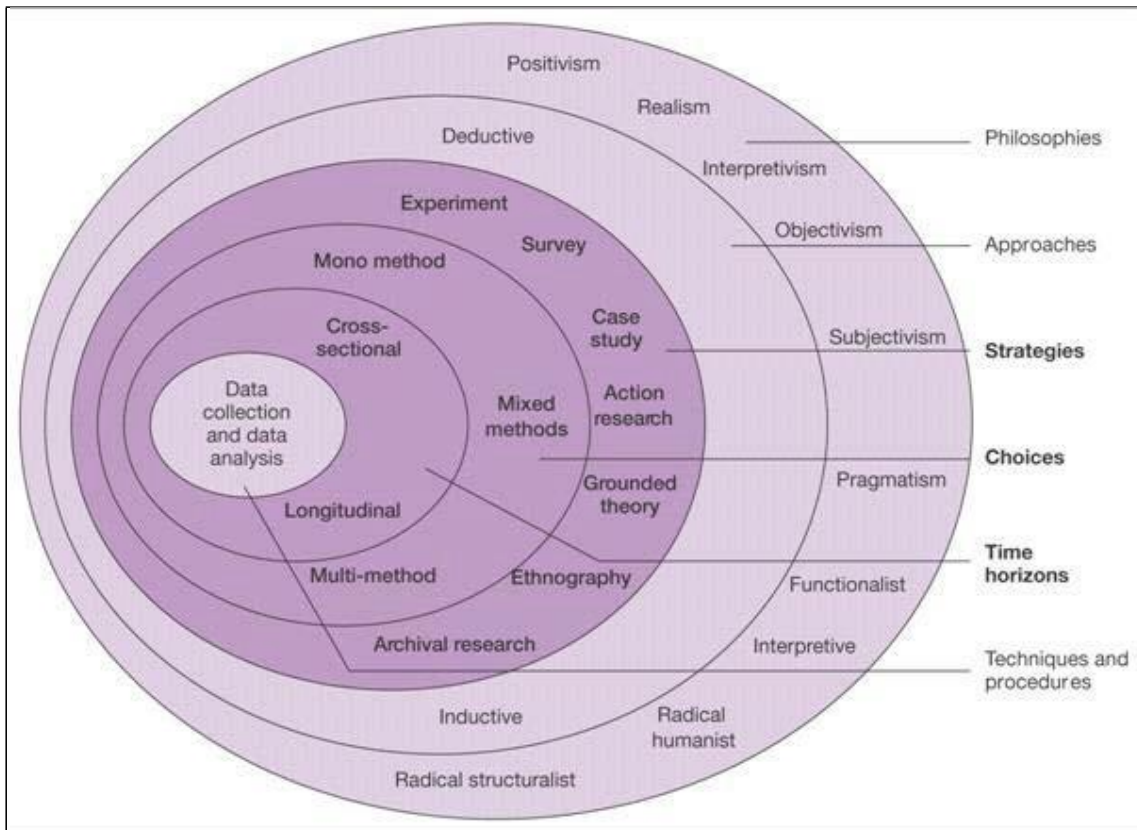 Positivism
Realism
Philosophies
Deductive
Interpretivism
Experiment
Objectivism
Approaches
Survey
Mono method
Cross-
sectional
Case
study
Subjectivism
Strategies
Data
collection
and data
analysis
Mixed
methods
Action
research
Choices
Pragmatism
Grounded
theory
Longitudinal
Time
horizons
Multi-method
Ethnography
Functionalist
Archival research
Interpretive
Techniques and
procedures
Inductive
Radical
humanist
Radical structuralist